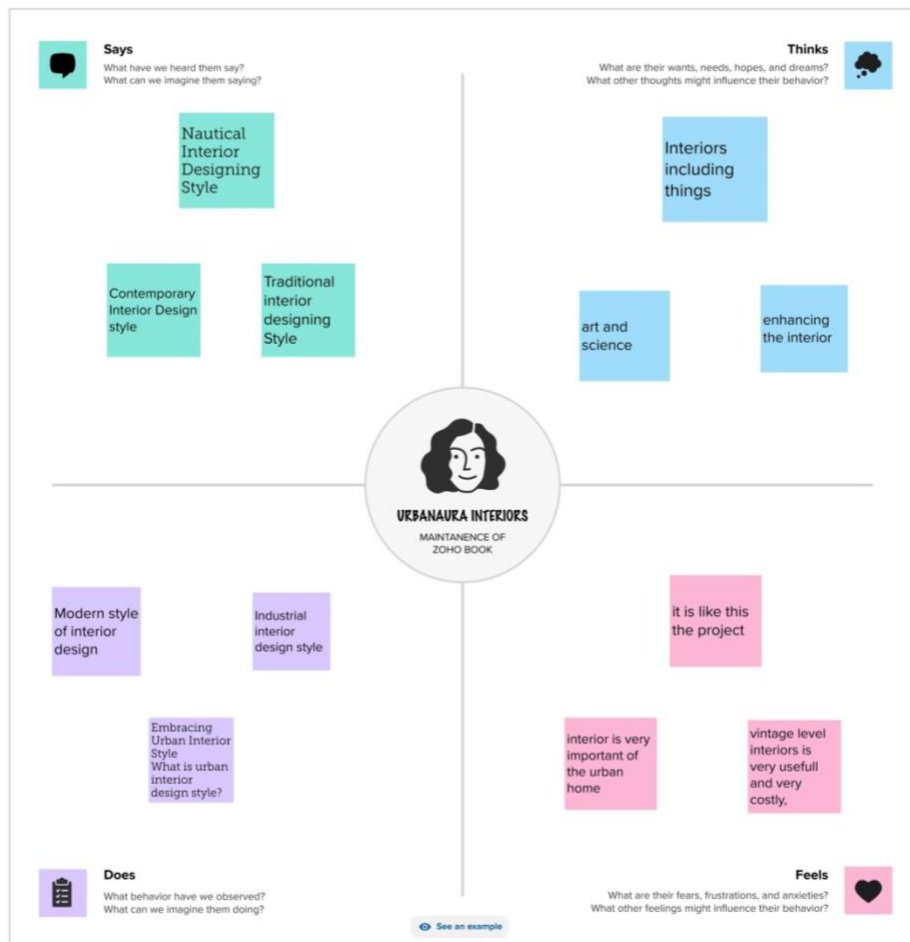 Says
What have we heard them say?
What can we imagine them saying?
Thinks
What are their wants, needs, hopes, and dreams?
What other thoughts might influence their behavior?
Nautical
Interior
Designing
Style
Contemporary
Interior Design
style
Traditional
interior
designing
Style
Interiors
including
things
art and
science
enhancing
the interior
URBANAURA INTERIORS
MAINTANENCE OF
ZOHO BOOK
Modern style
of interior
design
Industrial
interior
design style
Embracing
Urban Interior
Style
What is urban
interior
design style?
it is like this
the project
interior is very
important of
the urban
home
vintage level
interiors is
very usefull
and very
costly,
Does
What behavior have we observed?
What can we imagine them doing?
Feels
What are their fears, frustrations, and anxieties?
What other feelings might influence their behavior?
See an example